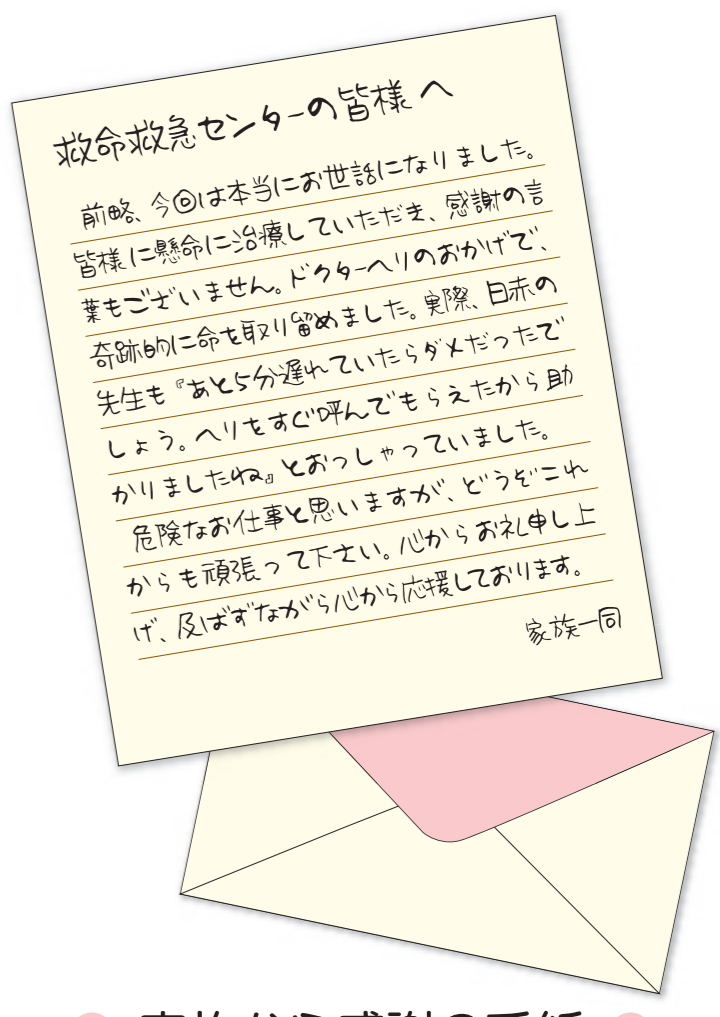 救命救急センターの皆様へ
前略、今回は本当にお世話になりました。
皆様に懸命に治療していただき、感謝の言
葉もございません。ドクターヘリのおかげで、
奇跡的に命を取り留めました。実際、日赤の
先生も『あと5分遅れていたらダメだったで
しょう。ヘリをすぐ呼んでもらえたから助
かりましたね』とおっしゃっていました。
危険なお仕事と思いますが、どうぞこれ
からも頑張って下さい。心からお礼申し上
げ、及ばずながら心から応援しております。
家族一同